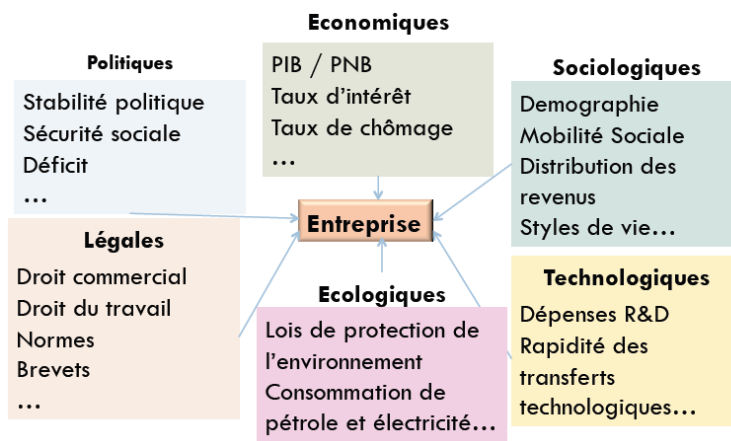 Politiques
Stabilité politique
Sécurité sociale
Déficit
...
Economiques
PIB / PNB
Taux d'intérêt
Taux de chômage
...
Sociologiques
Demographie
Mobilité Sociale
Distribution des
revenus
Styles de vie...
Entreprise
Légales
Droit commercial
Droit du travail
Normes
Brevets
...
Ecologiques
Lois de protection de
l'environnement
Consommation de
pétrole et électricité...
Technologiques
Dépenses R&D
Rapidité des
transferts
technologiques...